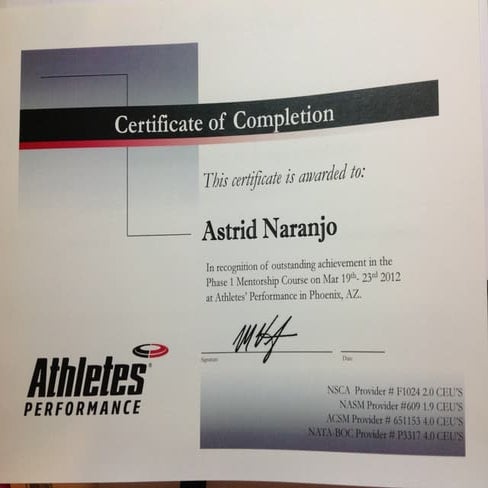 Certificate of Completion
This certificate is awarded to:
Astrid Naranjo
In recognition of outstanding achievement in the
Phase 1 Mentorship Course on Mar 19th- 23rd 2012
at Athletes' Performance in Phoenix, AZ.
Signature Date
Athletes®
PERFORMANCE
NSCA Provider # F1024 2.0 CEU'S
NASM Provider #609 1.9 CEU'S
ACSM Provider # 651153 4.0 CEU'S
NATA-BOC Provider # P3317 4.0 CEU'S